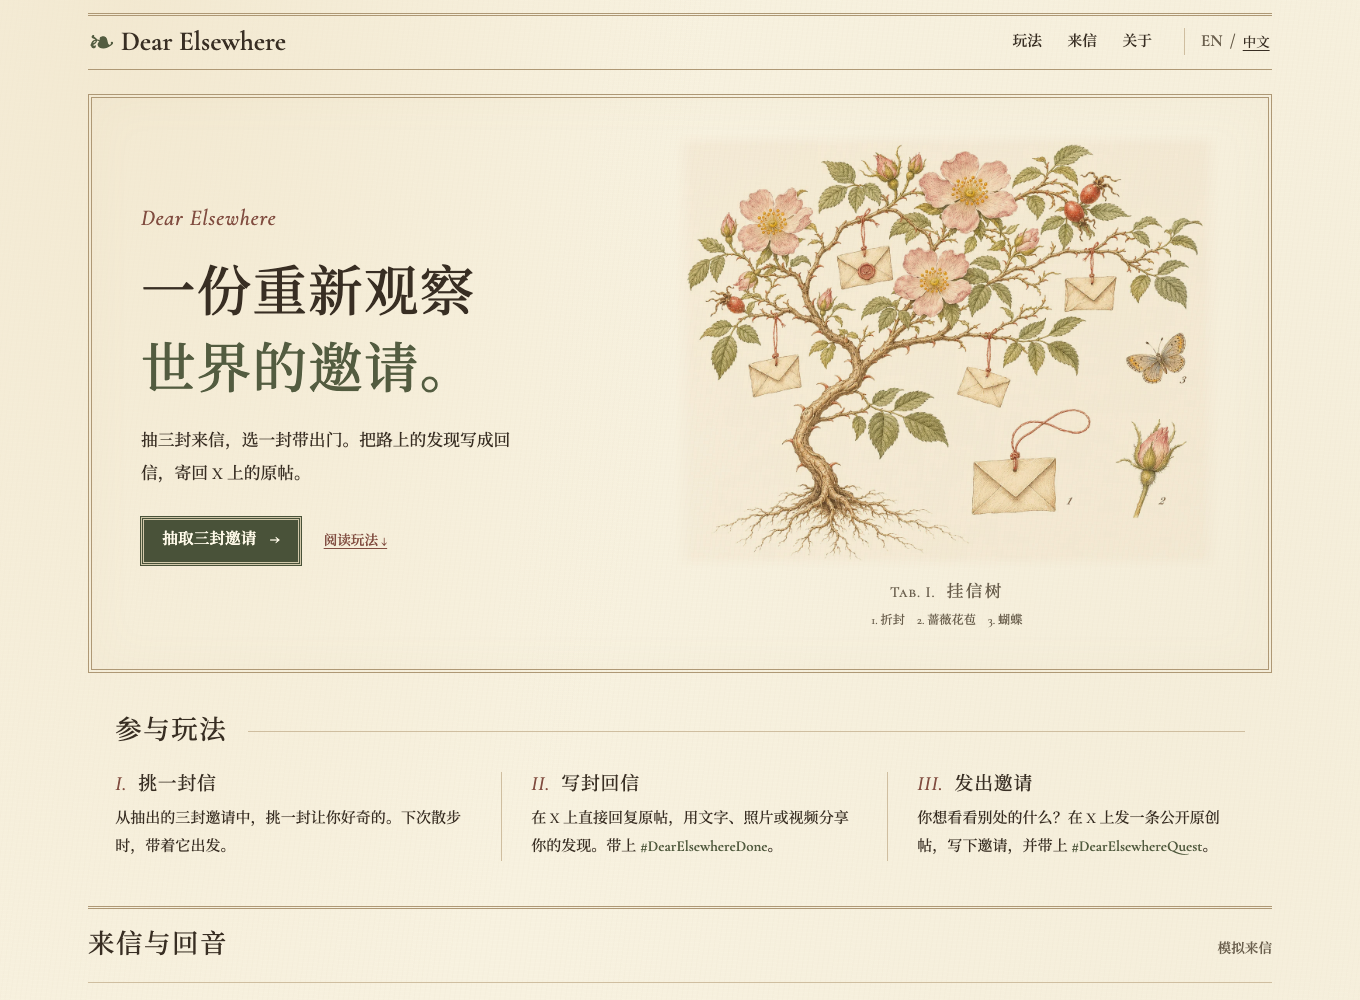 ❧ Dear Elsewhere
玩法 来信 关于 EN / 中文
Dear Elsewhere
一份重新观察
世界的邀请。
抽三封来信，选一封带出门。把路上的发现写成回
信，寄回 X 上的原帖。
抽取三封邀请 →
阅读玩法 ↓
3
1
2
Tab. I. 挂信树
1. 折封 2. 蔷薇花苞 3. 蝴蝶
参与玩法
I. 挑一封信
从抽出的三封邀请中，挑一封让你好奇的。下次散步
时，带着它出发。
II. 写封回信
在 X 上直接回复原帖，用文字、照片或视频分享
你的发现。带上 #DearElsewhereDone。
III. 发出邀请
你想看看别处的什么？在 X 上发一条公开原创
帖，写下邀请，并带上 #DearElsewhereQuest。
来信与回音
模拟来信